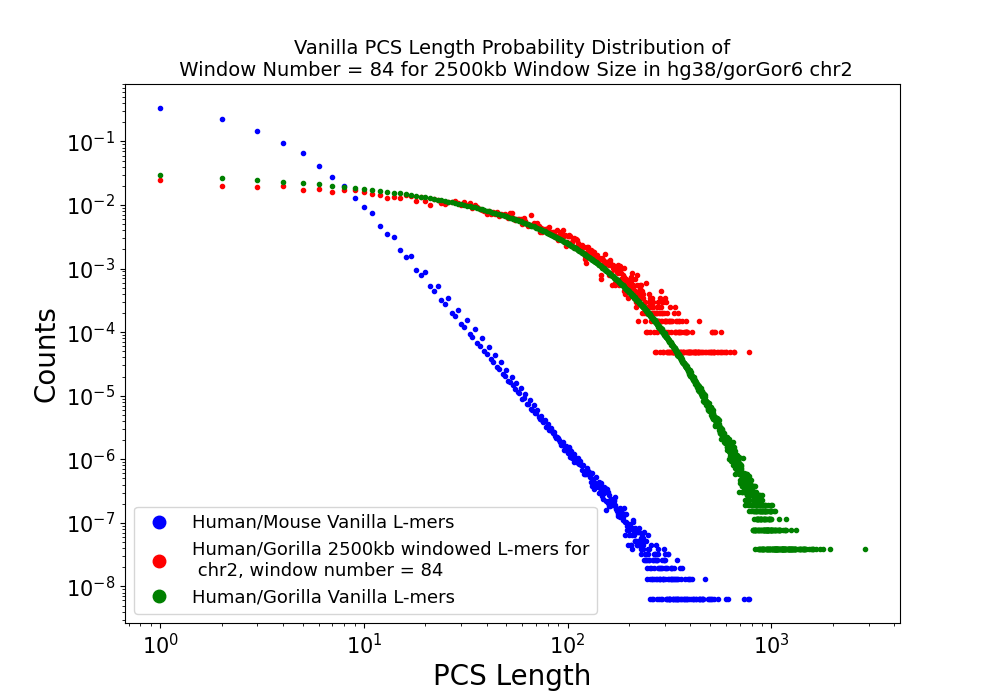 Vanilla PCS Length Probability Distribution of
Window Number = 84 for 2500kb Window Size in hg38/gorGor6 chr2
Counts
10⁻¹
10⁻²
10⁻³
10⁻⁴
10⁻⁵
10⁻⁶
10⁻⁷
10⁻⁸
Human/Mouse Vanilla L-mers
Human/Gorilla 2500kb windowed L-mers for
chr2, window number = 84
Human/Gorilla Vanilla L-mers
10⁰ 10¹ 10² 10³
PCS Length